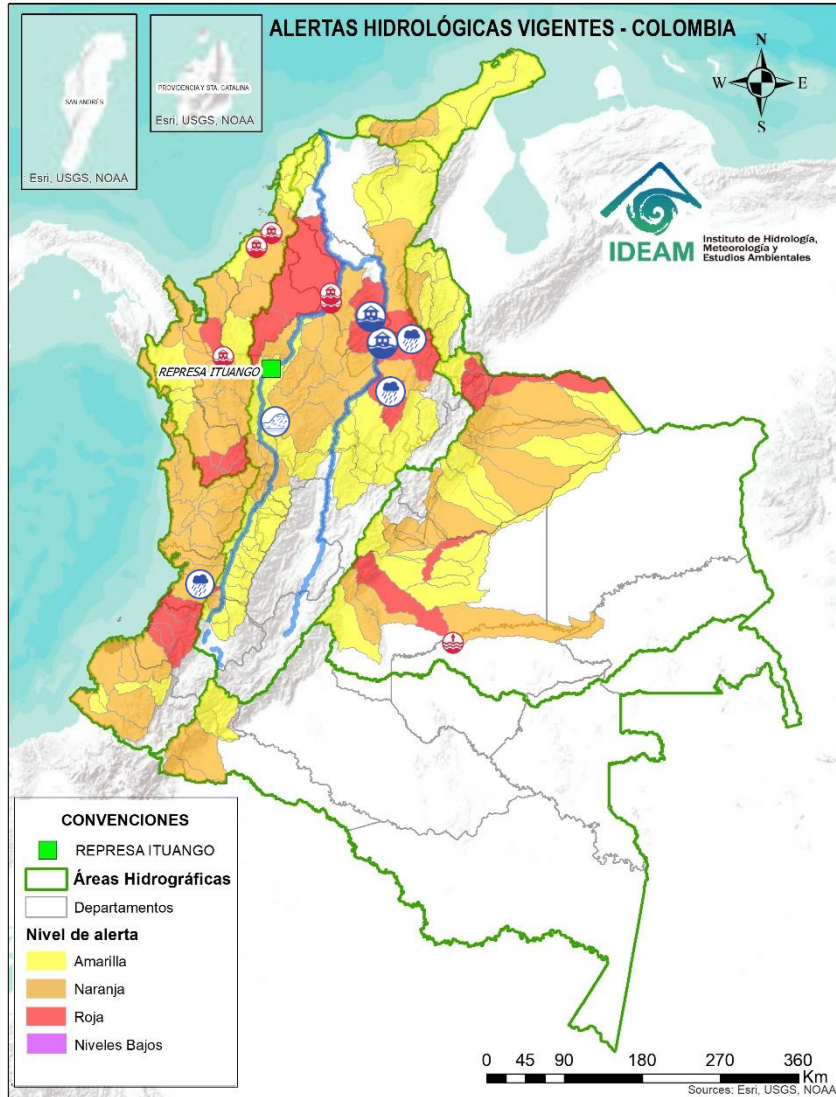 ALERTAS HIDROLÓGICAS VIGENTES - COLOMBIA
SAN ANDRÉS
Esri, USGS, NOAA
PROVIDENCIA Y STA. CATALINA
Esri, USGS, NOAA
N
W
E
S
IDEAM
Instituto de Hidrología,
Meteorología y
Estudios Ambientales
REPRESA ITUANGO
CONVENCIONES
REPRESA ITUANGO
Áreas Hidrográficas
Departamentos
Nivel de alerta
Amarilla
Naranja
Roja
Niveles Bajos
0 45 90 180 270 360
Km
Sources: Esri, USGS, NOAA